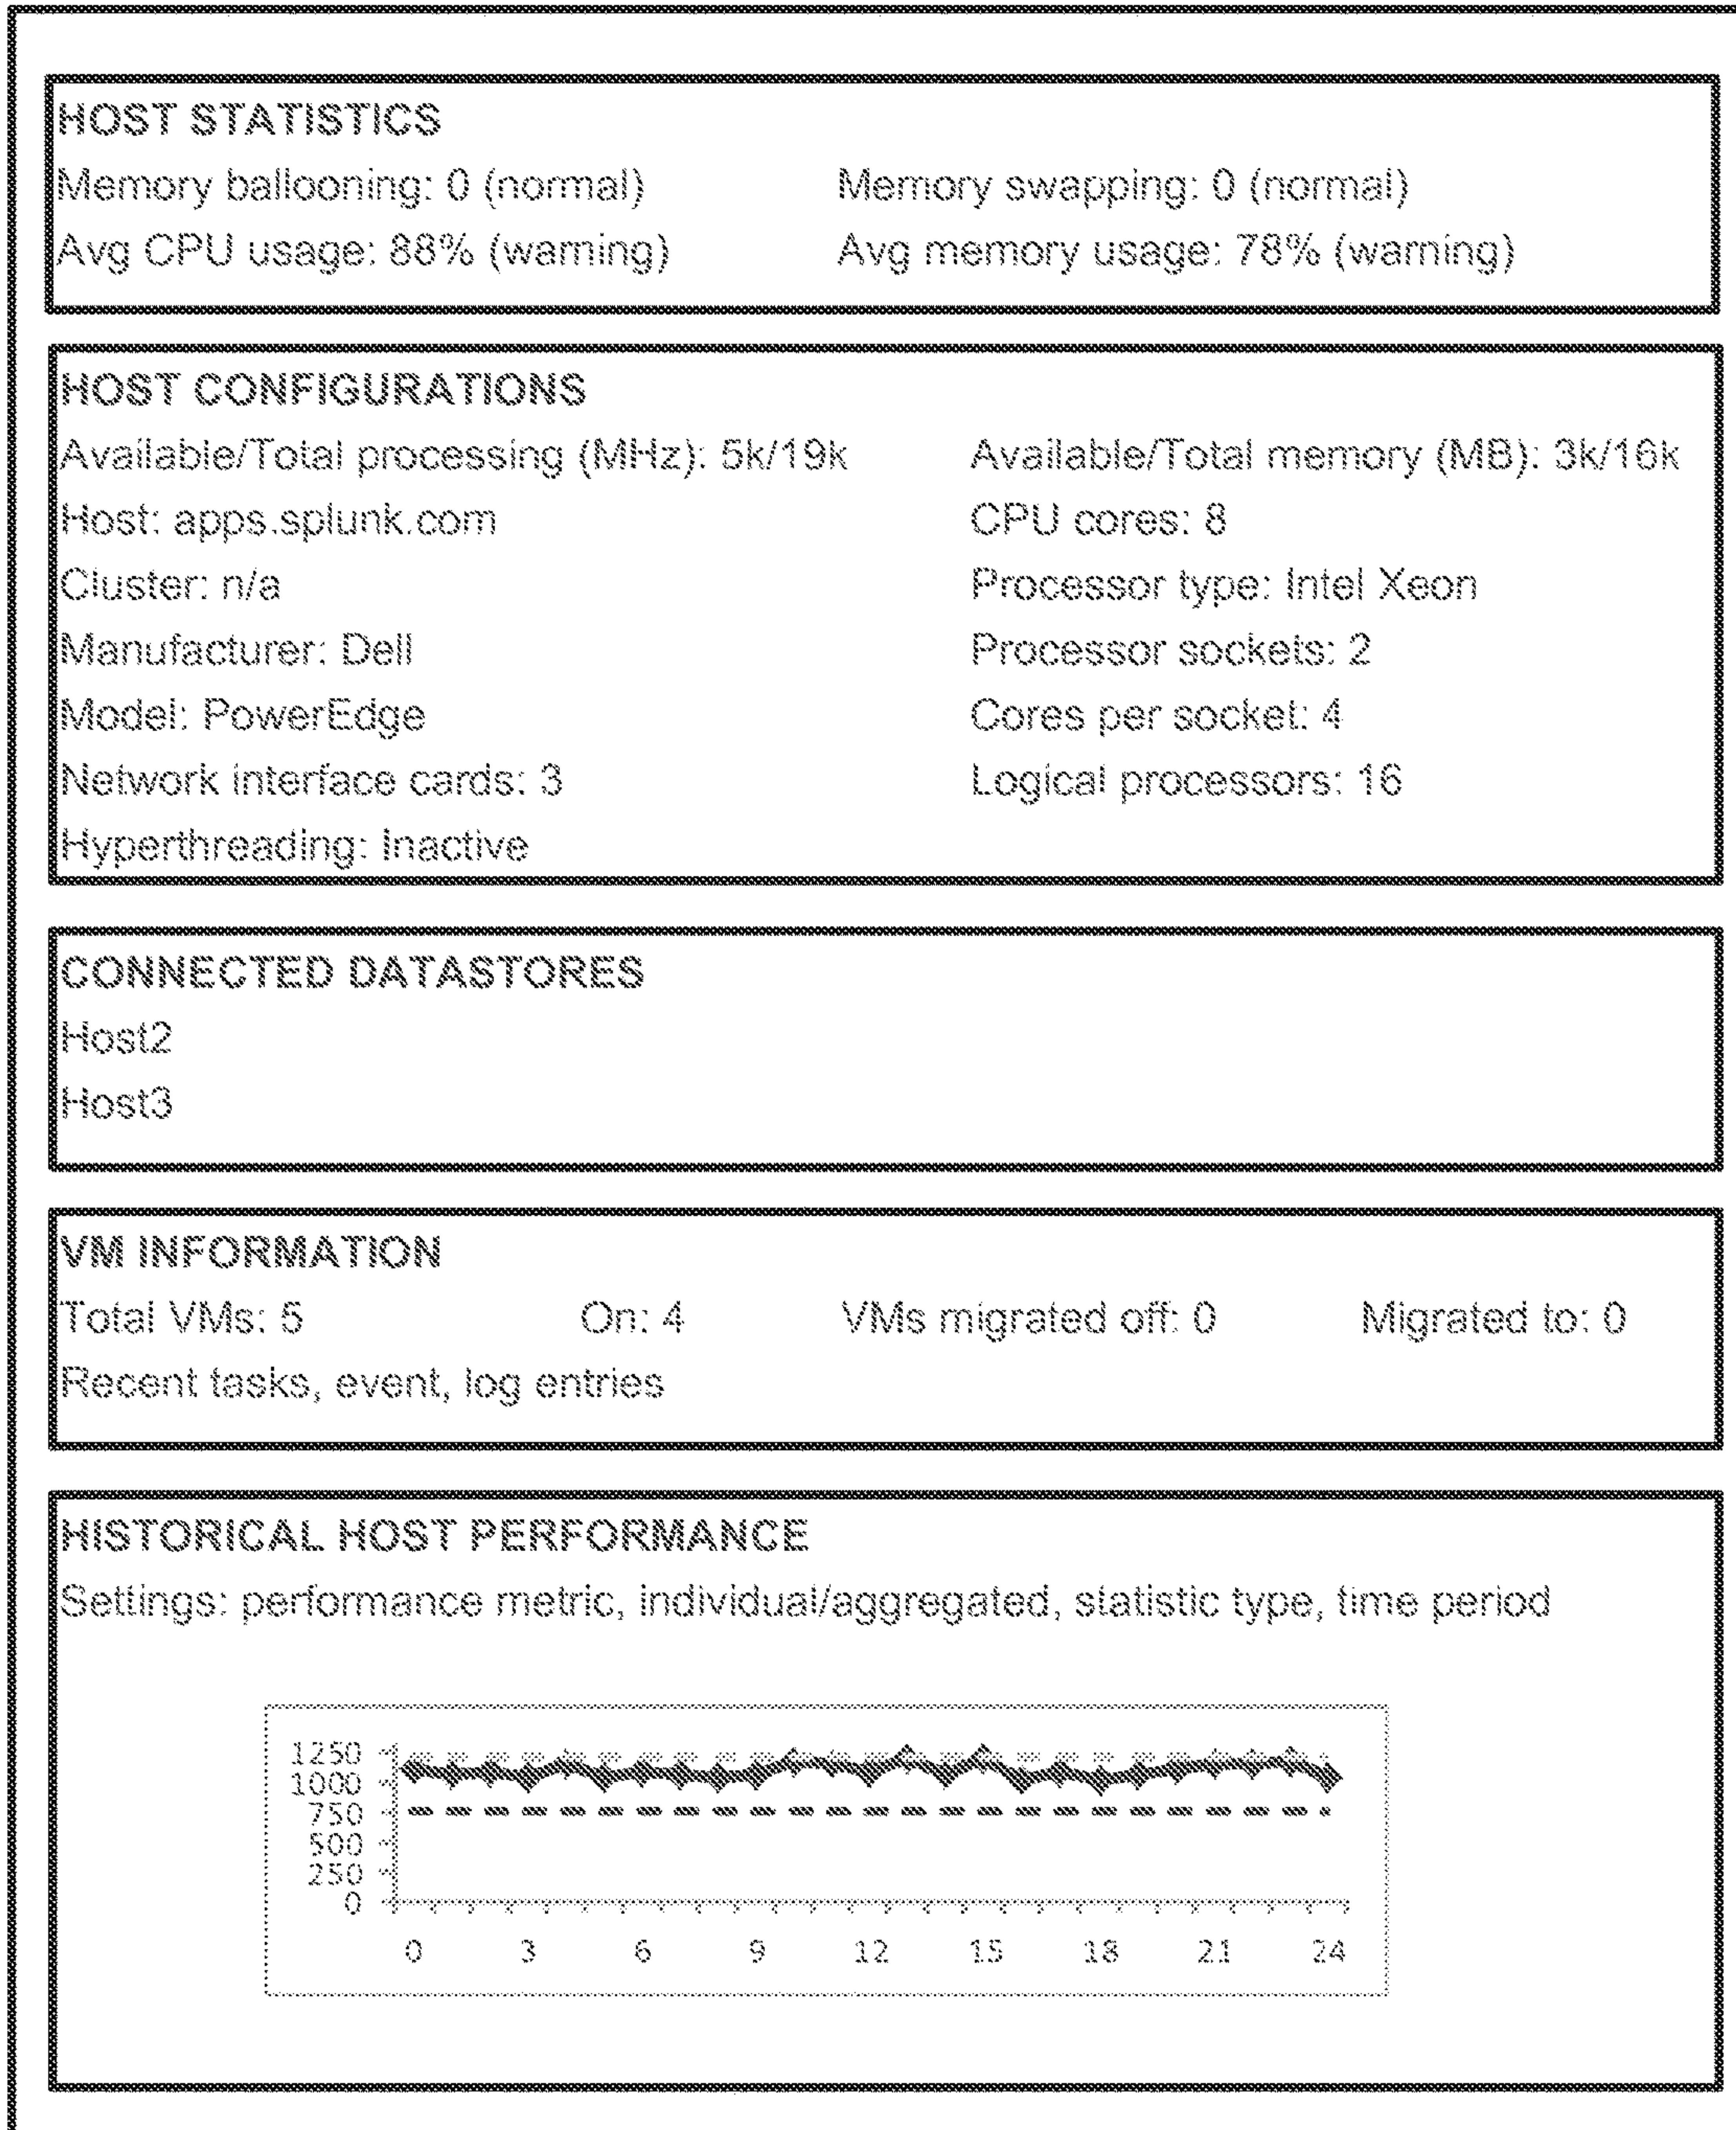 HOST STATISTICS
Memory ballooning: 0 (normal) Memory swapping: 0 (normal)
Avg CPU usage: 88% (warning) Avg memory usage: 78% (warning)
HOST CONFIGURATIONS
Available/Total processing (MHz): 5k/19k Available/Total memory (MB): 3k/16k
Host: apps.splunk.com CPU cores: 8
Cluster: n/a Processor type: Intel Xeon
Manufacturer: Dell Processor sockets: 2
Model: PowerEdge Cores per socket: 4
Network interface cards: 3 Logical processors: 16
Hyperthreading: Inactive
CONNECTED DATASTORES
Host2
Host3
VM INFORMATION
Total VMs: 5 On: 4 VMs migrated off: 0 Migrated to: 0
Recent tasks, event, log entries
HISTORICAL HOST PERFORMANCE
Settings: performance metric, individual/aggregated, statistic type, time period
1250
1000
750
500
250
0
0 3 6 9 12 15 18 21 24